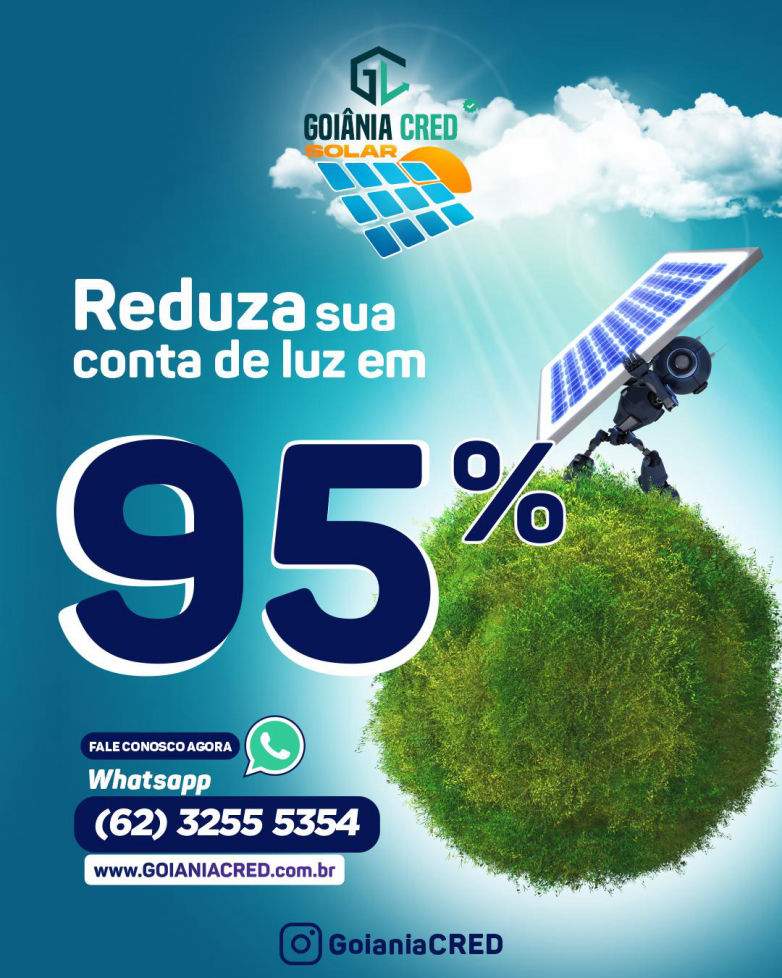 GOIÂNIA CRED
SOLAR
Reduza sua
conta de luz em
95%
FALE CONOSCO AGORA
Whatsapp
(62) 3255 5354
www.GOIANIACRED.com.br
GoianiaCRED